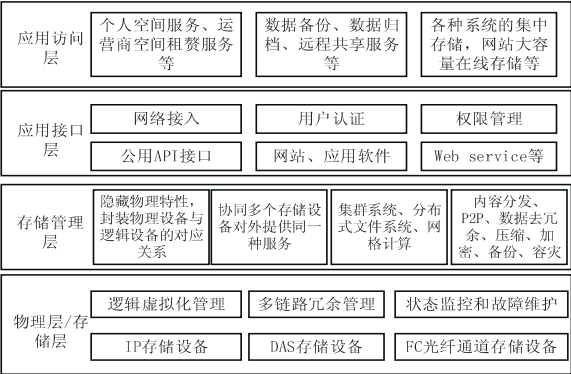 应用访问
层
个人空间服务、运
营商空间租赘服务
等
数据备份、数据归
档、远程共享服务
等
各种系统的集中
存储，网站大容
量在线存储等
应用接口
层
网络接入
用户认证
权限管理
公用API接口
网站、应用软件
Web service等
存储管理
层
隐藏物理特性，
封装物理设备与
逻辑设备的对应
关系
协同多个存储设
备对外提供同一
种服务
集群系统、分布
式文件系统、网
格计算
内容分发、
P2P、数据去冗
余、压缩、加
密、备份、容灾
物理层/存
储层
逻辑虚拟化管理
多链路冗余管理
状态监控和故障维护
IP存储设备
DAS存储设备
FC光纤通道存储设备